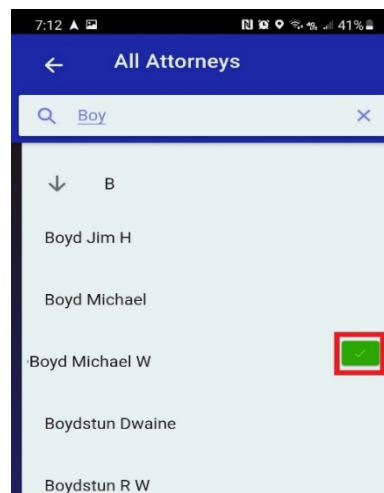 7:12 41%
All Attorneys
Boy
B
Boyd Jim H
Boyd Michael
Boyd Michael W
Boydstun Dwaine
Boydstun R W